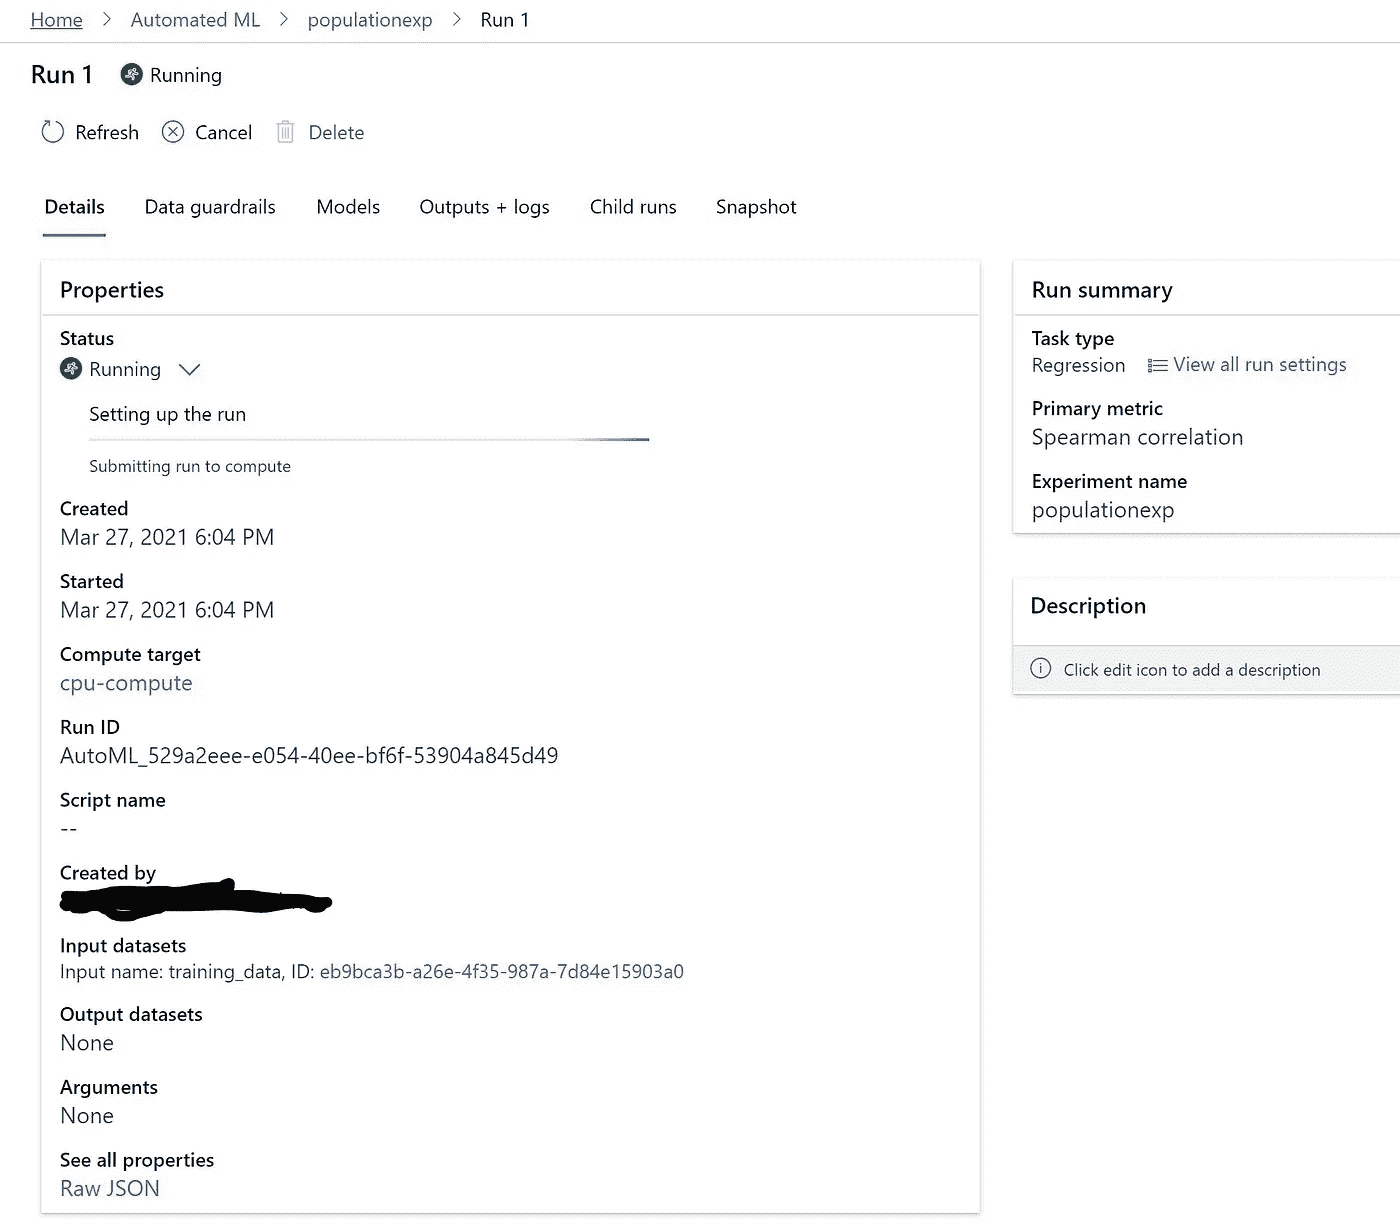 Home > Automated ML > populationexp > Run 1
Run 1 Running
Refresh Cancel Delete
Details Data guardrails Models Outputs + logs Child runs Snapshot
Properties
Status
Running
Setting up the run
Submitting run to compute
Created
Mar 27, 2021 6:04 PM
Started
Mar 27, 2021 6:04 PM
Compute target
cpu-compute
Run ID
AutoML_529a2eee-e054-40ee-bf6f-53904a845d49
Script name
--
Created by
Input datasets
Input name: training_data, ID: eb9bca3b-a26e-4f35-987a-7d84e15903a0
Output datasets
None
Arguments
None
See all properties
Raw JSON
Run summary
Task type
Regression View all run settings
Primary metric
Spearman correlation
Experiment name
populationexp
Description
Click edit icon to add a description